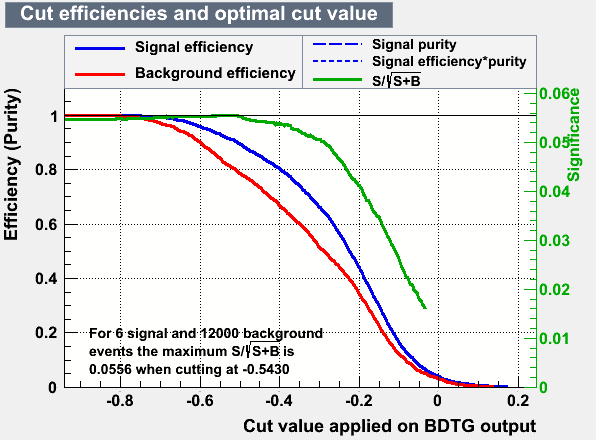 Cut efficiencies and optimal cut value
Signal efficiency
Background efficiency
Signal purity
Signal efficiency*purity
S/√S+B
Efficiency (Purity)
1
0.8
0.6
0.4
0.2
0
0.06
0.05
0.04
0.03
0.02
0.01
0
Significance
For 6 signal and 12000 background
events the maximum S/√S+B is
0.0556 when cutting at -0.5430
-0.8 -0.6 -0.4 -0.2 0 0.2
Cut value applied on BDTG output